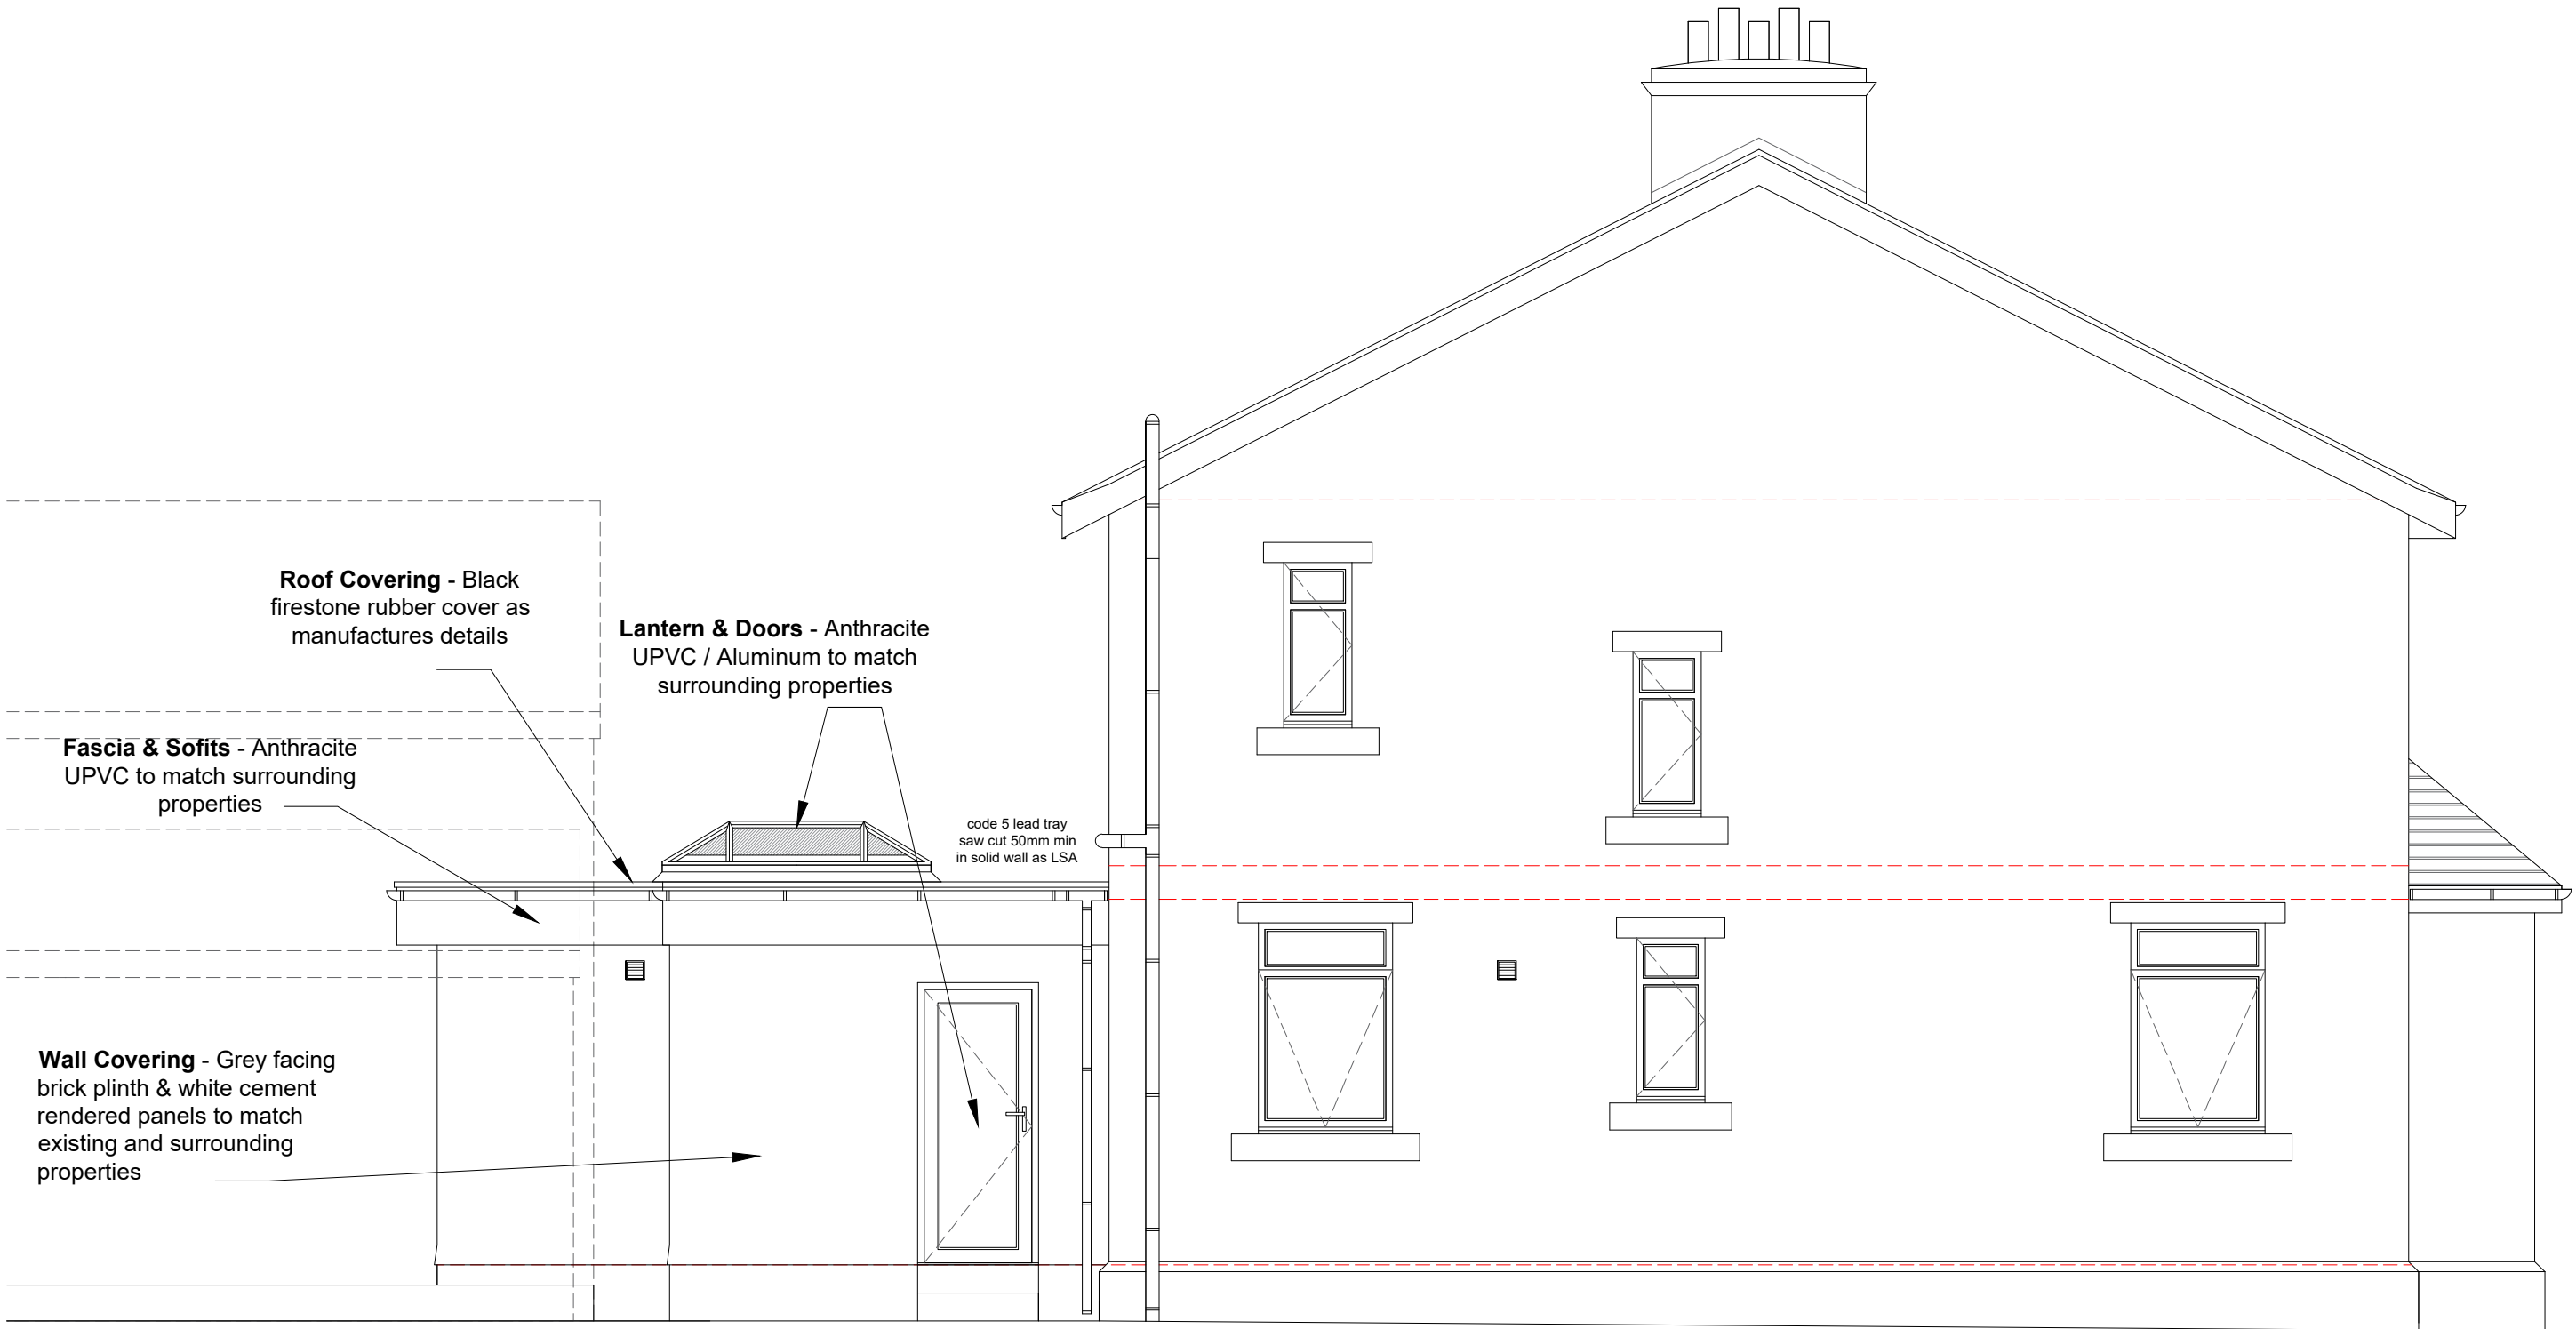 Roof Covering - Black
firestone rubber cover as
manufactures details
Lantern & Doors - Anthracite
UPVC / Aluminum to match
surrounding properties
Fascia & Sofits - Anthracite
UPVC to match surrounding
properties
code 5 lead tray
saw cut 50mm min
in solid wall as LSA
Wall Covering - Grey facing
brick plinth & white cement
rendered panels to match
existing and surrounding
properties